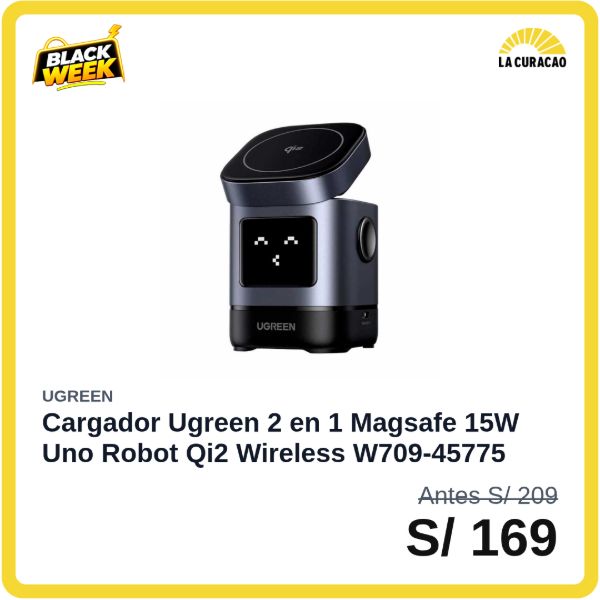 BLACK
WEEK
LA CURACAO
Qi2
UGREEN
UGREEN
Cargador Ugreen 2 en 1 Magsafe 15W
Uno Robot Qi2 Wireless W709-45775
Antes S/ 209
S/ 169